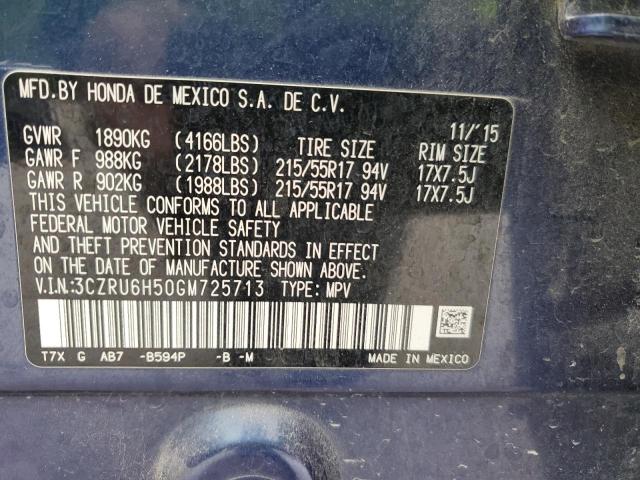 MFD.BY HONDA DE MEXICO S.A. DE C.V.
11/'15
GVWR 1890KG (4166LBS) TIRE SIZE RIM SIZE
GAWR F 988KG (2178LBS) 215/55R17 94V 17X7.5J
GAWR R 902KG (1988LBS) 215/55R17 94V 17X7.5J
THIS VEHICLE CONFORMS TO ALL APPLICABLE
FEDERAL MOTOR VEHICLE SAFETY
AND THEFT PREVENTION STANDARDS IN EFFECT
ON THE DATE OF MANUFACTURE SHOWN ABOVE.
V.I.N:3CZRU6H50GM725713 TYPE: MPV
T7X G AB7 -B594P -B -M MADE IN MEXICO